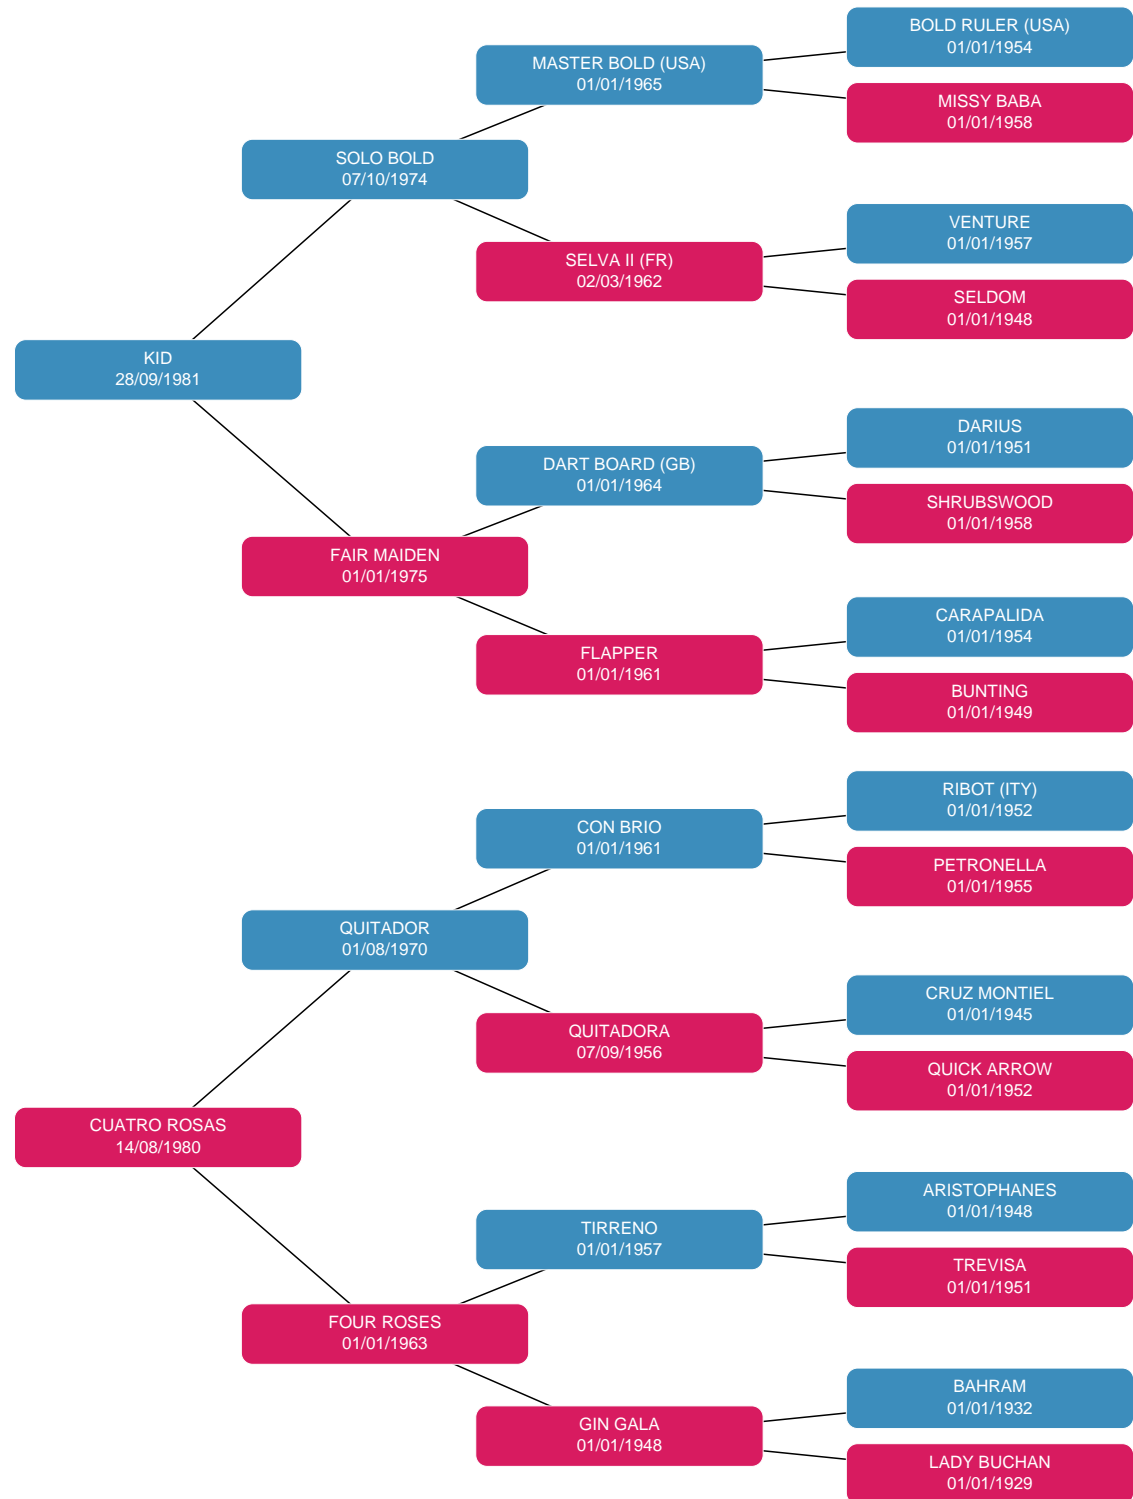 BOLD RULER (USA)
01/01/1954
MASTER BOLD (USA)
01/01/1965
MISSY BABA
01/01/1958
SOLO BOLD
07/10/1974
VENTURE
01/01/1957
SELVA II (FR)
02/03/1962
SELDOM
01/01/1948
KID
28/09/1981
DARIUS
01/01/1951
DART BOARD (GB)
01/01/1964
SHRUBSWOOD
01/01/1958
FAIR MAIDEN
01/01/1975
CARAPALIDA
01/01/1954
FLAPPER
01/01/1961
BUNTING
01/01/1949
RIBOT (ITY)
01/01/1952
CON BRIO
01/01/1961
PETRONELLA
01/01/1955
QUITADOR
01/08/1970
CRUZ MONTIEL
01/01/1945
QUITADORA
07/09/1956
QUICK ARROW
01/01/1952
CUATRO ROSAS
14/08/1980
ARISTOPHANES
01/01/1948
TIRRENO
01/01/1957
TREVISA
01/01/1951
FOUR ROSES
01/01/1963
BAHRAM
01/01/1932
GIN GALA
01/01/1948
LADY BUCHAN
01/01/1929